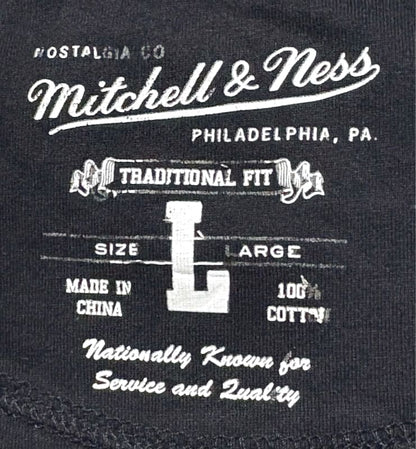 NOSTALGIA CO
Mitchell & Ness
PHILADELPHIA, PA.
TRADITIONAL FIT
SIZE L LARGE
MADE IN CHINA
100% COTTON
Nationally Known for
Service and Quality